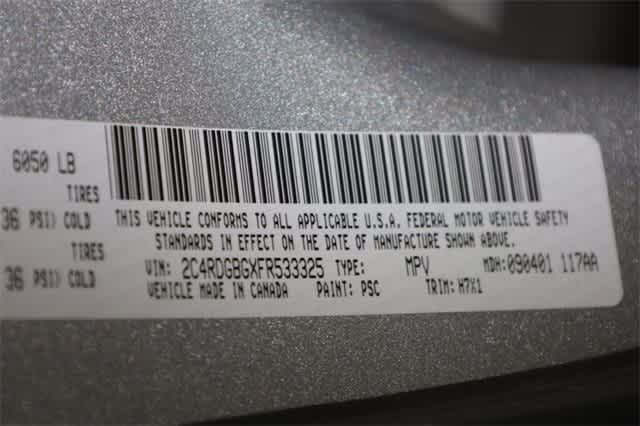 6050 LB
TIRES
36 PSI) COLD
TIRES
36 PSI) COLD
THIS VEHICLE CONFORMS TO ALL APPLICABLE U.S.A. FEDERAL MOTOR VEHICLE SAFETY
STANDARDS IN EFFECT ON THE DATE OF MANUFACTURE SHOWN ABOVE.
VIN: 2C4RDGBGXFR533325 TYPE: MPV MDH:090401 117AA
VEHICLE MADE IN CANADA PAINT: PSC TRIM: H7X1